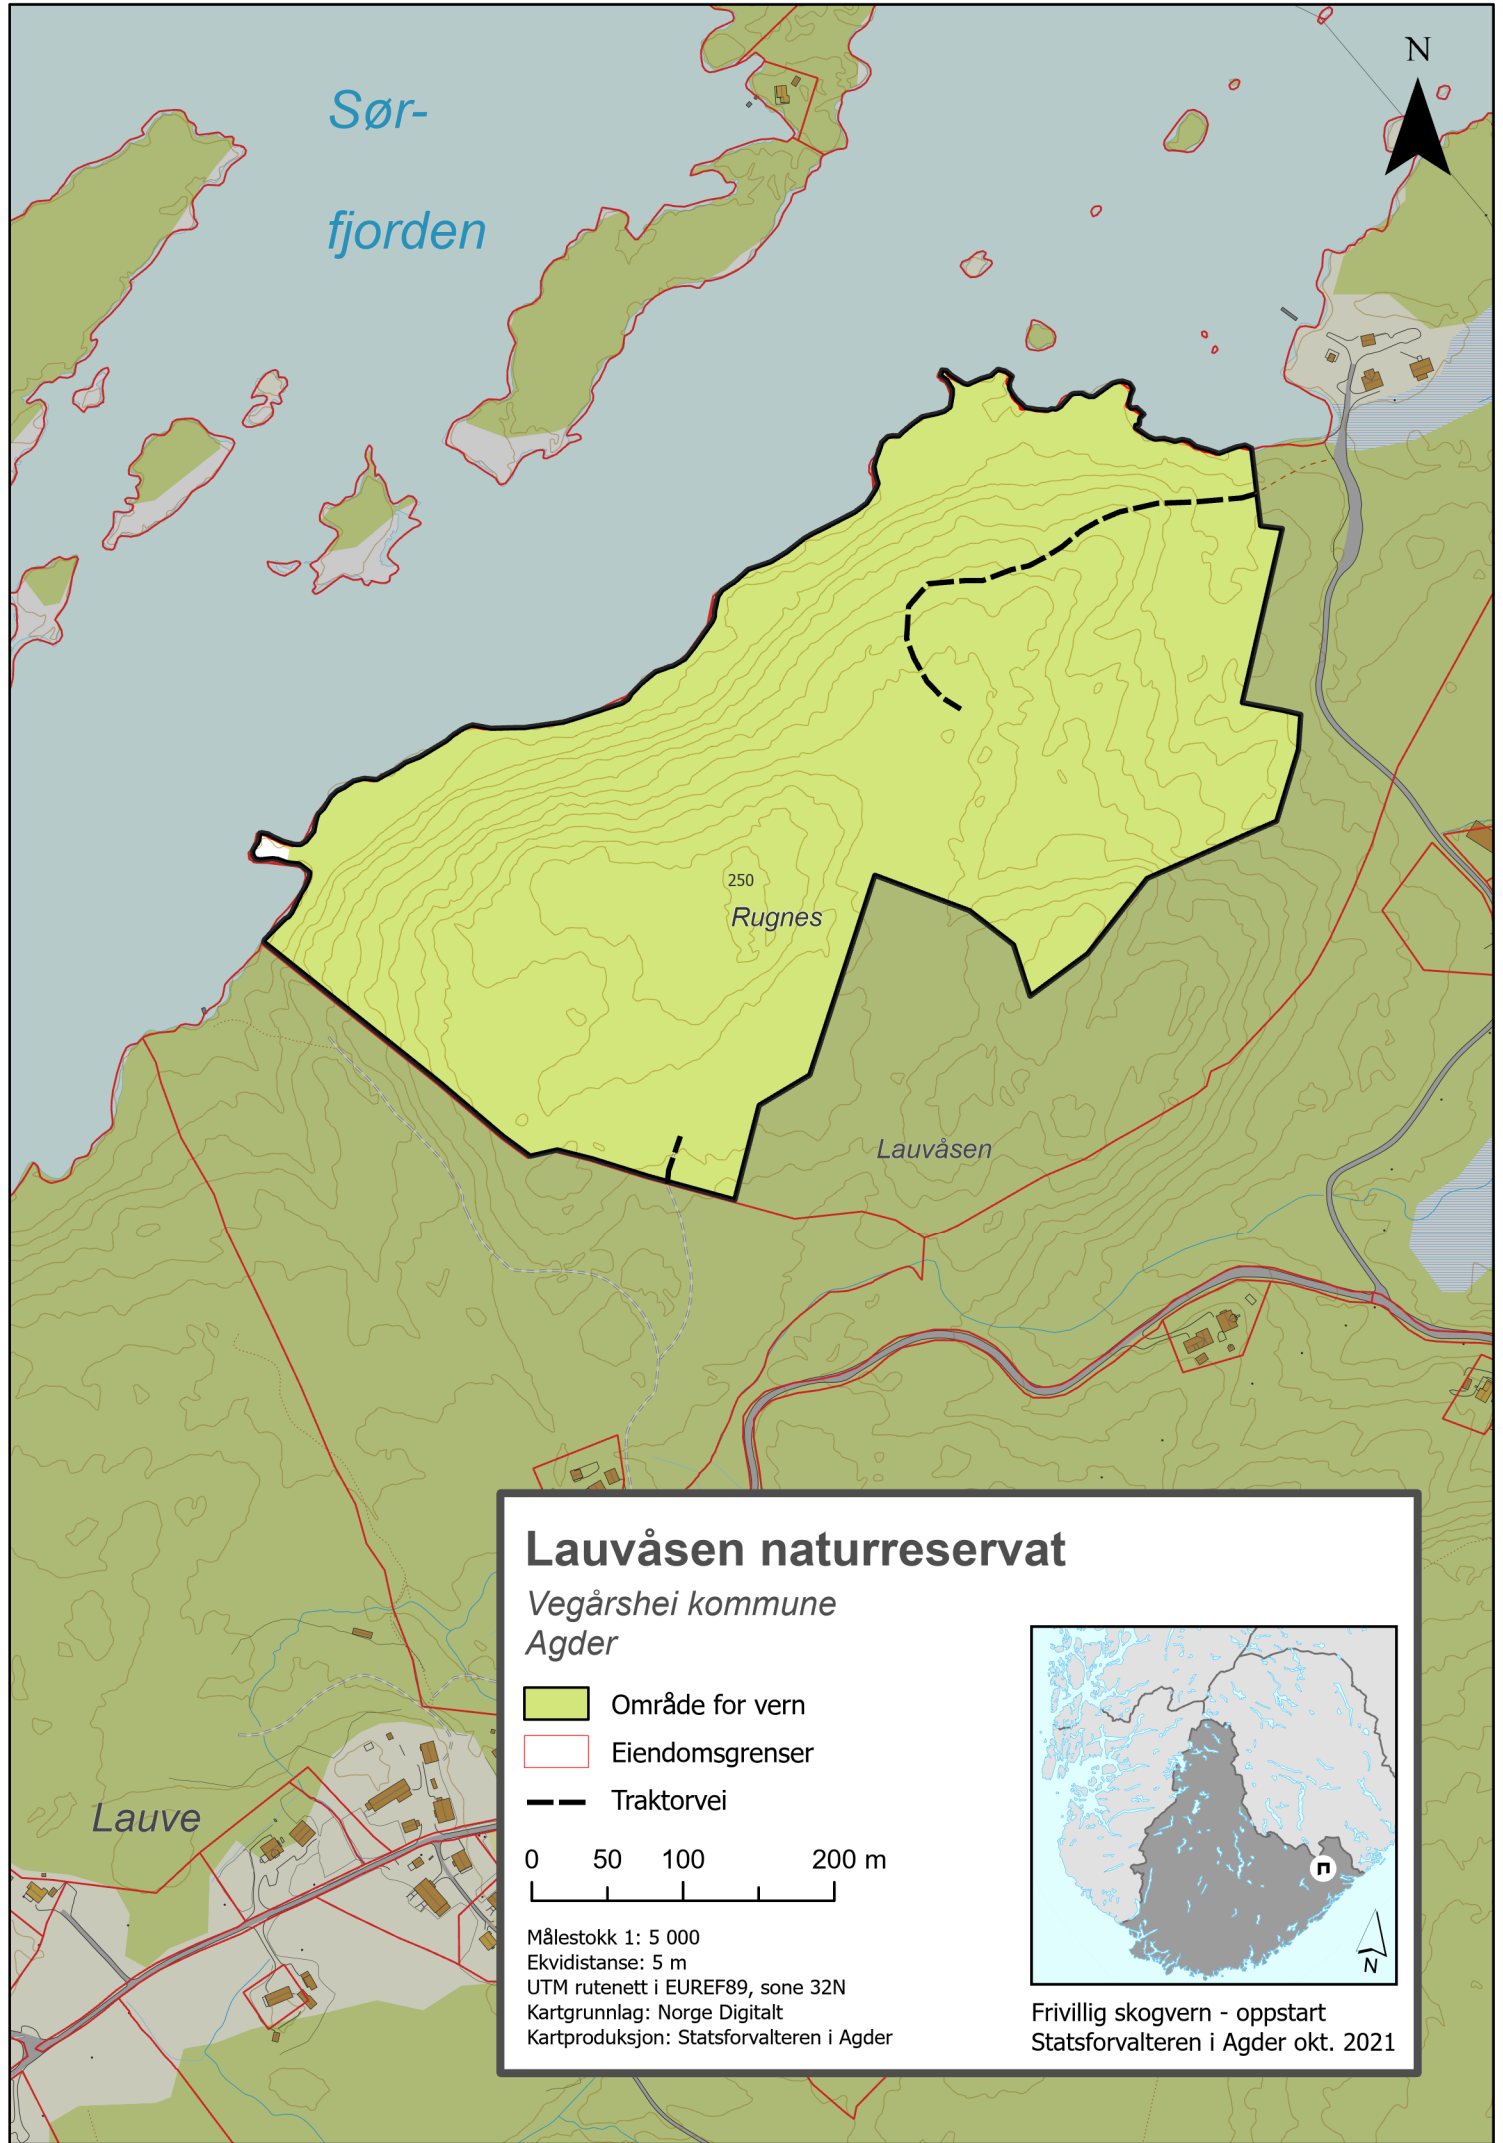 Sør-
fjorden
N
250
Rugnes
Lauvåsen
Lauve
Lauvåsen naturreservat
Vegårshei kommune
Agder
Område for vern
Eiendomsgrenser
Traktorvei
0 50 100 200 m
Målestokk 1: 5 000
Ekvidistanse: 5 m
UTM rutenett i EUREF89, sone 32N
Kartgrunnlag: Norge Digitalt
Kartproduksjon: Statsforvalteren i Agder
N
Frivillig skogvern - oppstart
Statsforvalteren i Agder okt. 2021